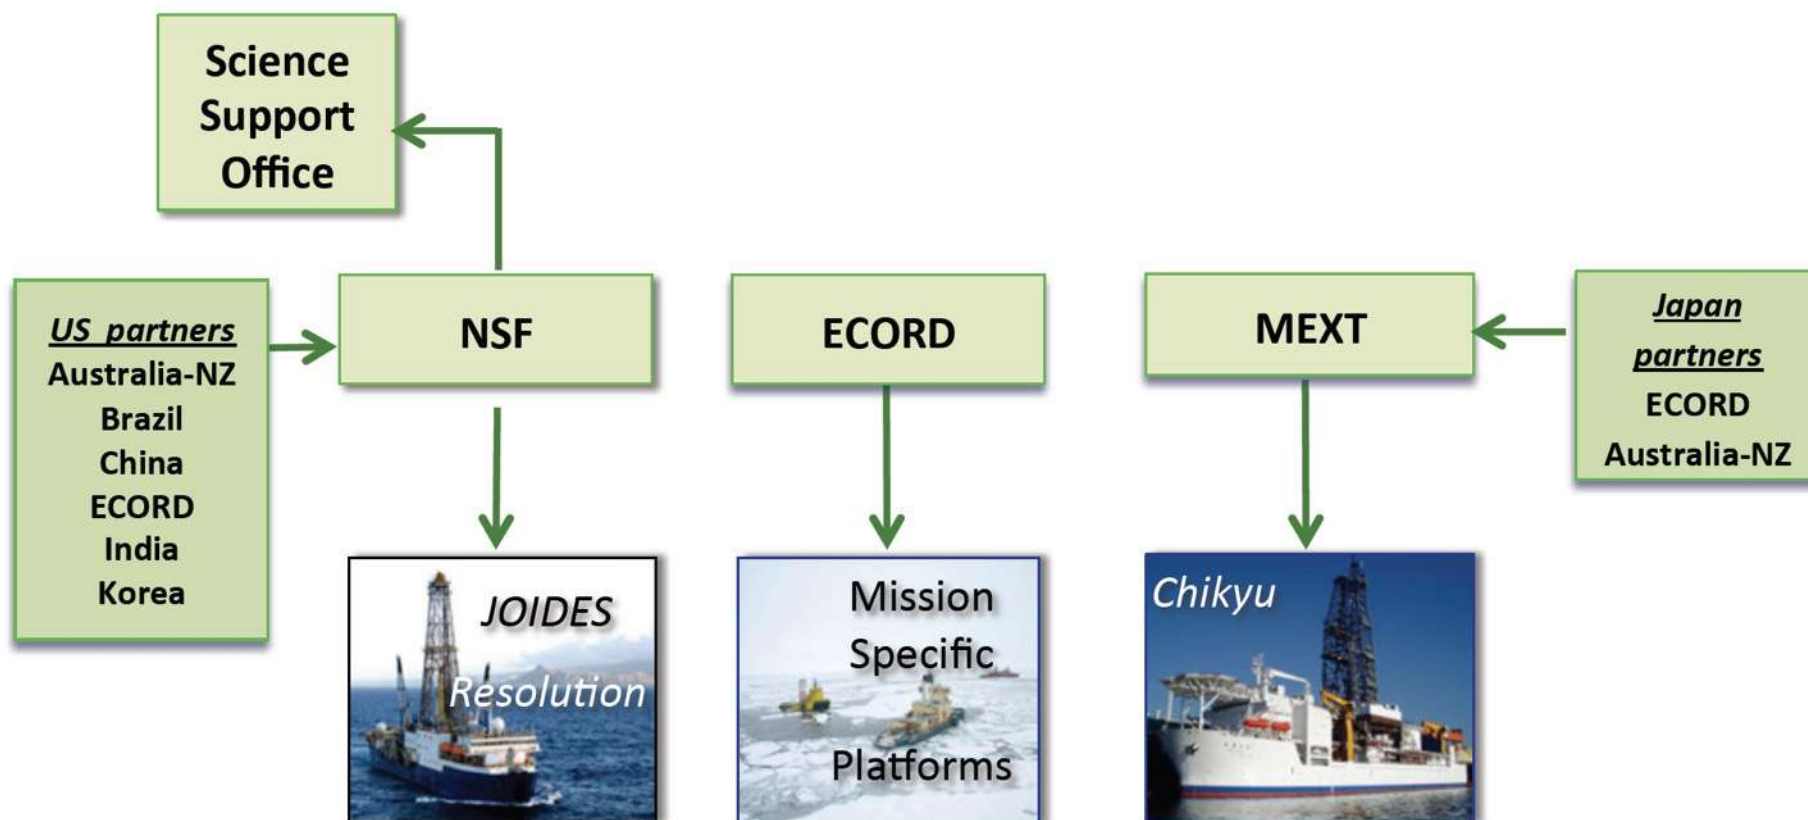 Science
Support
Office
US partners
Australia-NZ
Brazil
China
ECORD
India
Korea
NSF
ECORD
MEXT
Japan
partners
ECORD
Australia-NZ
JOIDES
Resolution
Mission
Specific
Platforms
Chikyu